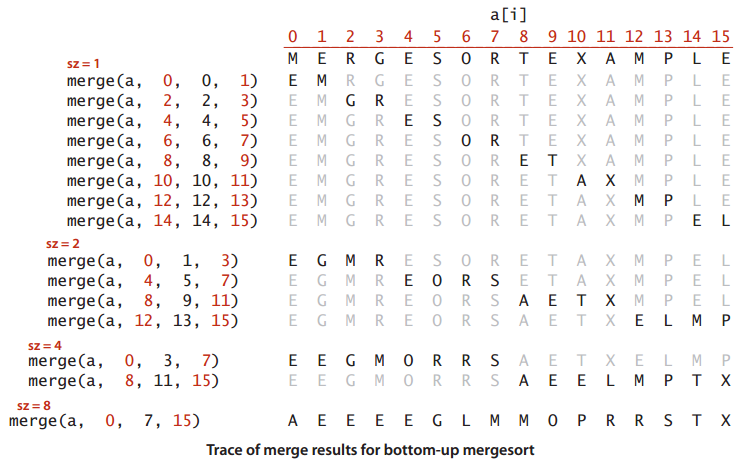 a[i]
0 1 2 3 4 5 6 7 8 9 10 11 12 13 14 15
M E R G E S O R T E X A M P L E
sz = 1
merge(a, 0, 0, 1) E M R G E S O R T E X A M P L E
merge(a, 2, 2, 3) E M G R E S O R T E X A M P L E
merge(a, 4, 4, 5) E M G R E S O R T E X A M P L E
merge(a, 6, 6, 7) E M G R E S O R T E X A M P L E
merge(a, 8, 8, 9) E M G R E S O R E T X A M P L E
merge(a, 10, 10, 11) E M G R E S O R E T A X M P L E
merge(a, 12, 12, 13) E M G R E S O R E T A X M P L E
merge(a, 14, 14, 15) E M G R E S O R E T A X M P E L
sz = 2
merge(a, 0, 1, 3) E G M R E S O R E T A X M P E L
merge(a, 4, 5, 7) E G M R E O R S E T A X M P E L
merge(a, 8, 9, 11) E G M R E O R S A E T X M P E L
merge(a, 12, 13, 15) E G M R E O R S A E T X E L M P
sz = 4
merge(a, 0, 3, 7) E E G M O R R S A E T X E L M P
merge(a, 8, 11, 15) E E G M O R R S A E E L M P T X
sz = 8
merge(a, 0, 7, 15) A E E E E G L M M O P R R S T X
Trace of merge results for bottom-up mergesort